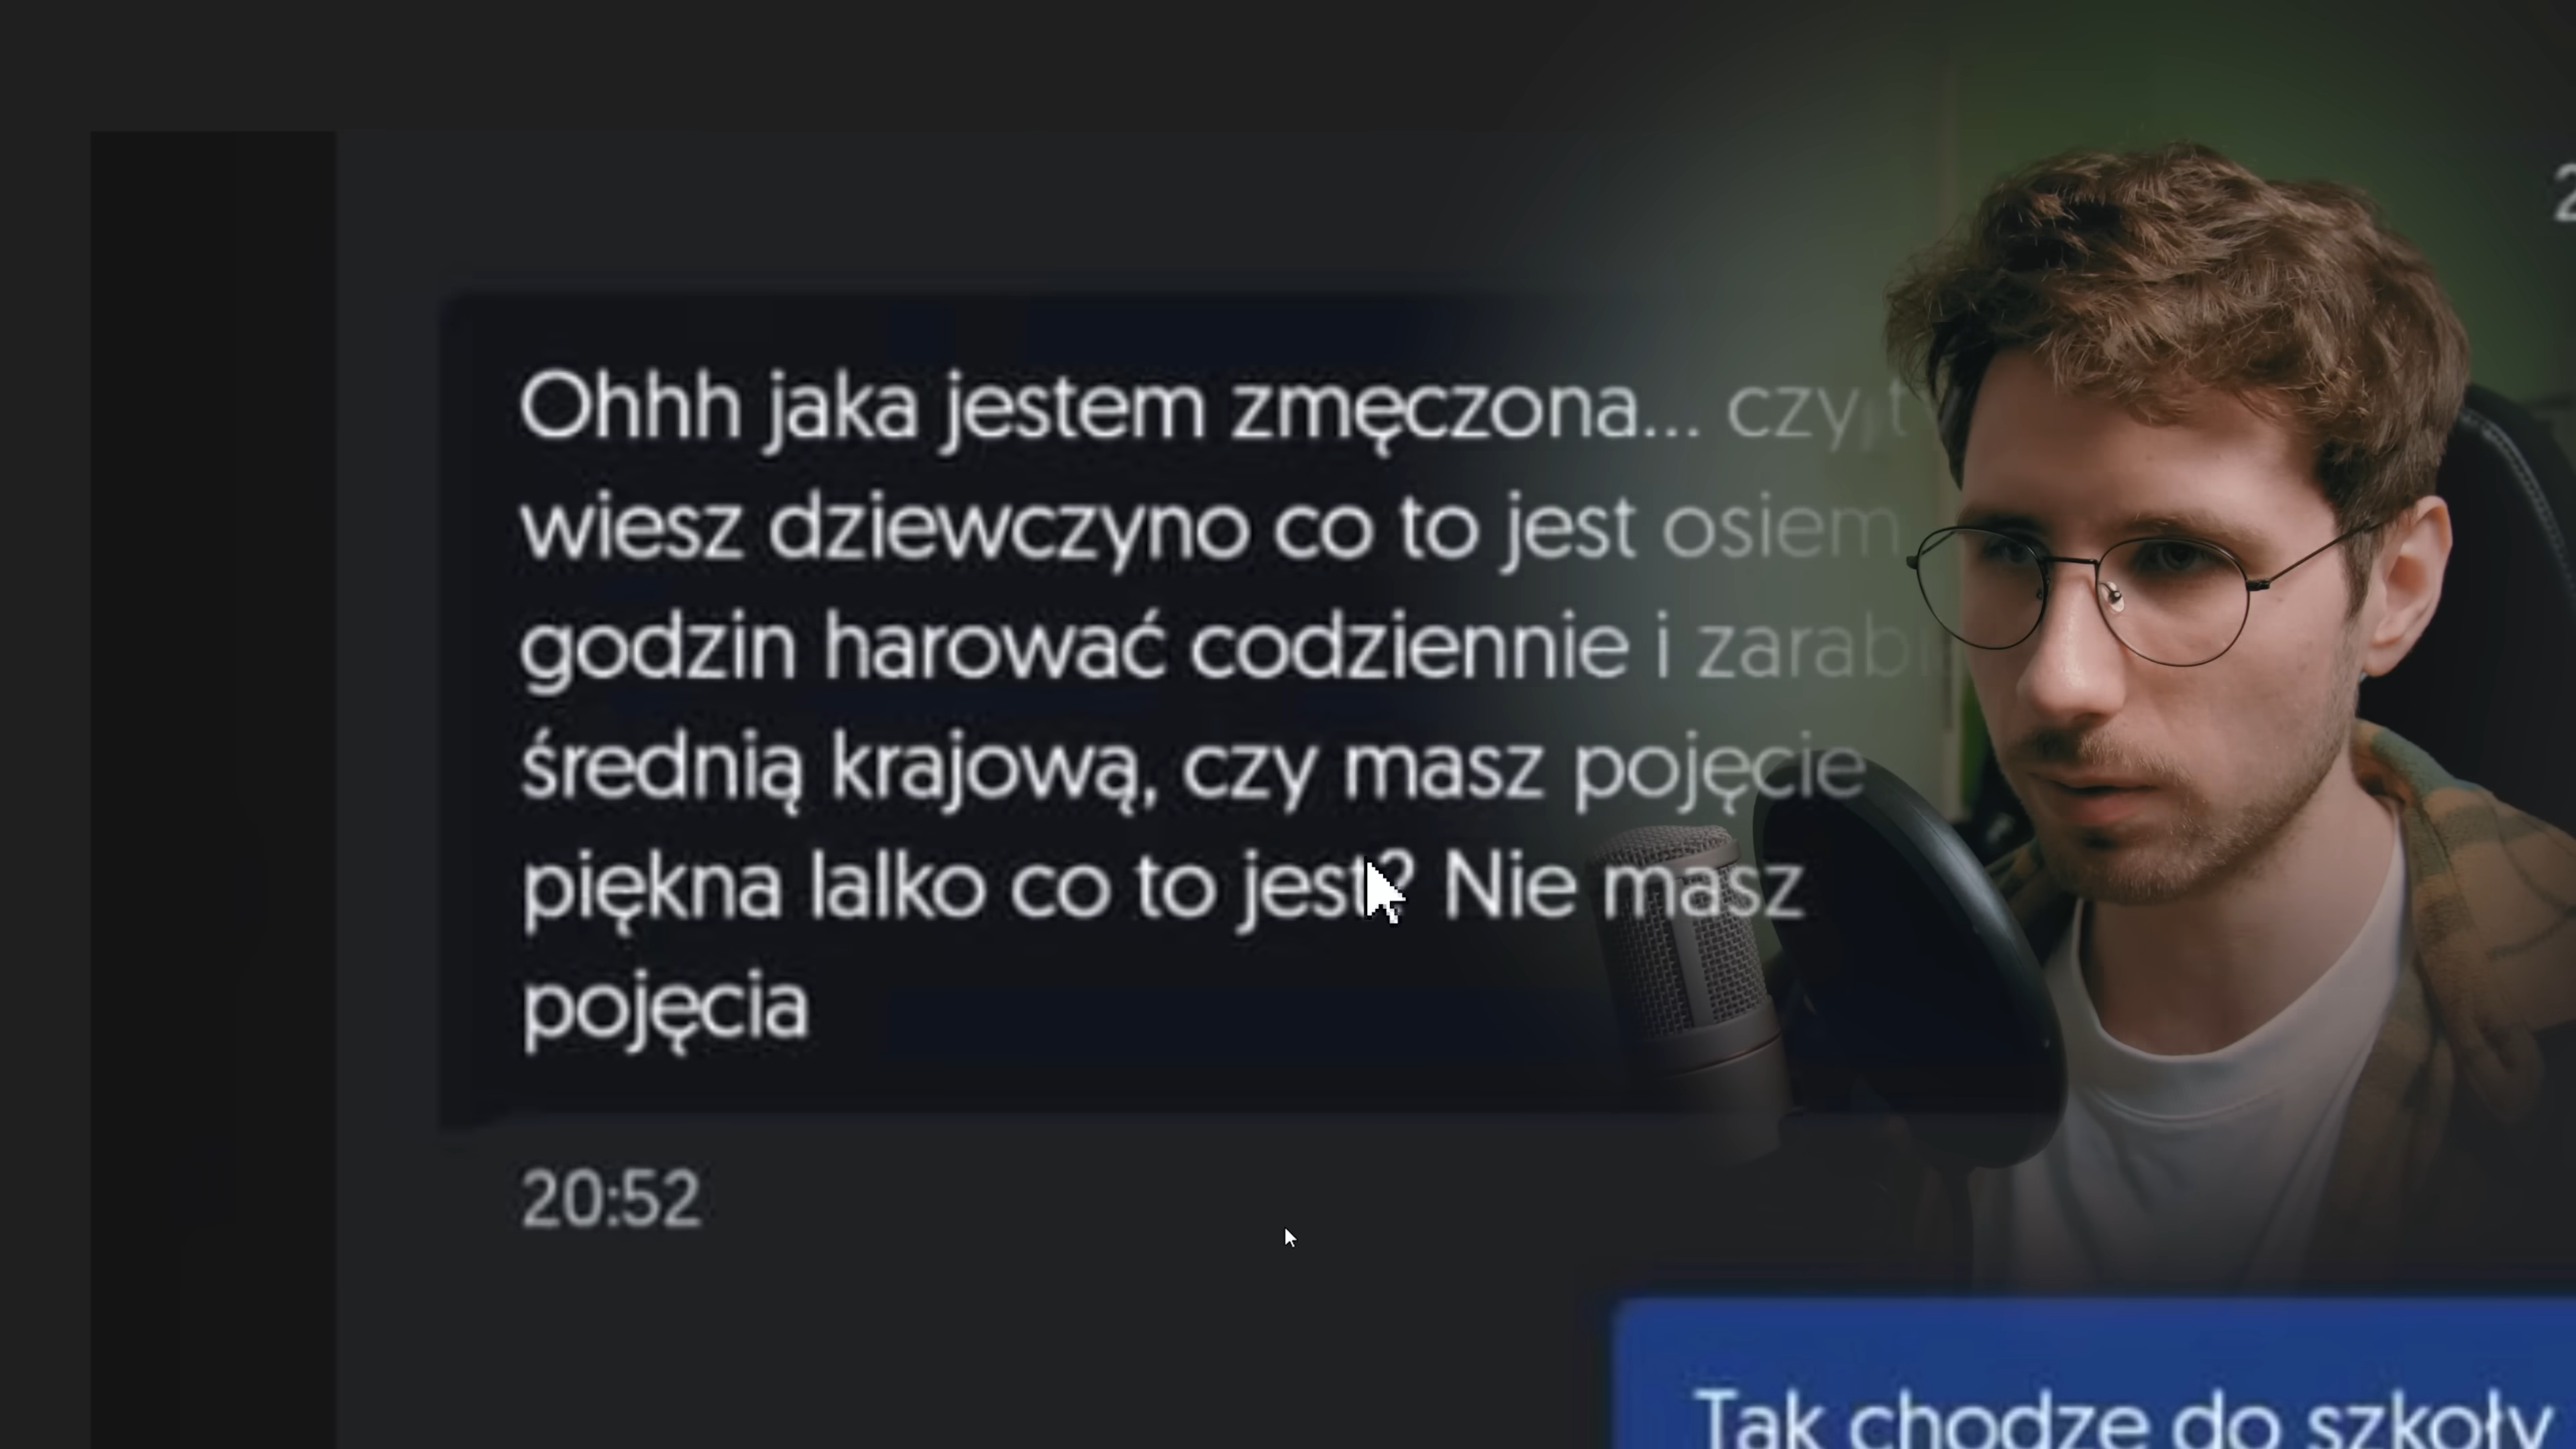 Ohhh jaka jestem zmęczona... czy
wiesz dziewczyno co to jest osiem
godzin harować codziennie i
średnią krajową, czy masz pojęcie
piękna lalko co to jest? Nie masz
pojęcia
20:52
Tak chodze do szkoły